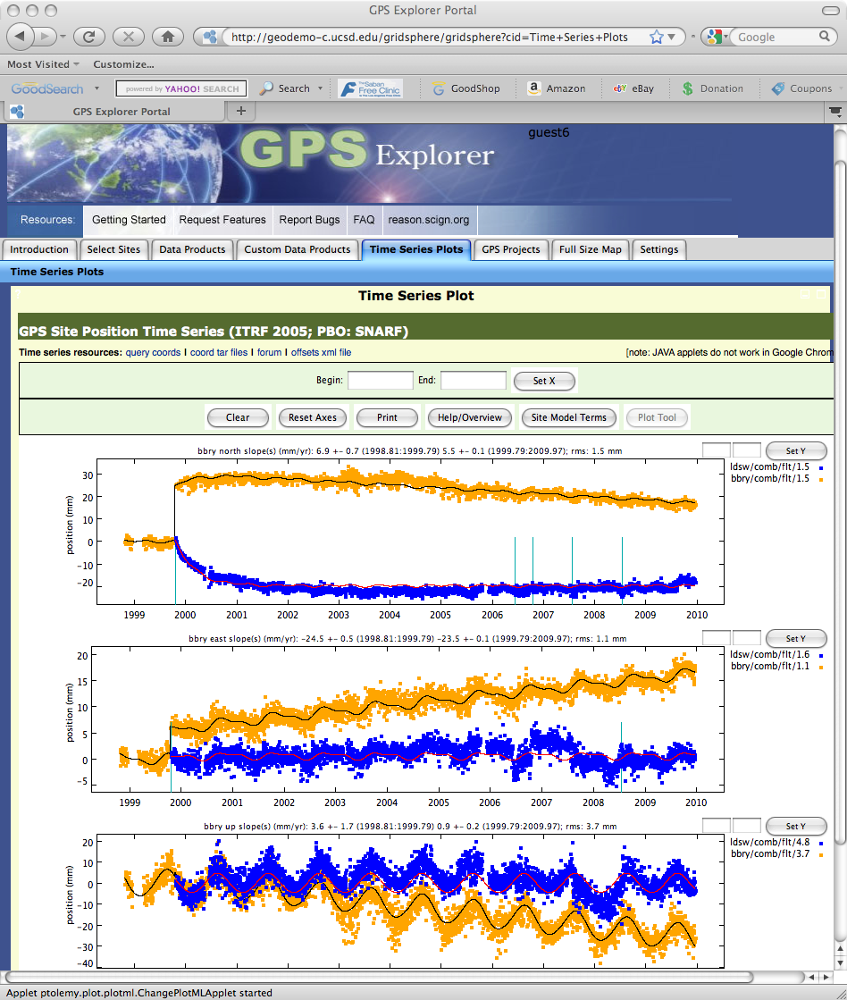 GPS Explorer Portal
http://geodemo-c.ucsd.edu/gridsphere/gridsphere?cid=Time+Series+Plots
Google
Most Visited Customize...
GoodSearch powered by YAHOO! SEARCH Search The Saban Free Clinic GoodShop Amazon eBay Donation Coupons
GPS Explorer Portal
guest6
GPS Explorer
Resources: Getting Started Request Features Report Bugs FAQ reason.scign.org
Introduction Select Sites Data Products Custom Data Products Time Series Plots GPS Projects Full Size Map Settings
Time Series Plots
Time Series Plot
GPS Site Position Time Series (ITRF 2005; PBO: SNARF)
Time series resources: query coords I coord tar files I forum I offsets xml file [note: JAVA applets do not work in Google Chrom
Begin: End: Set X
Clear Reset Axes Print Help/Overview Site Model Terms Plot Tool
bbry north slope(s) (mm/yr): 6.9 +- 0.7 (1998.81:1999.79) 5.5 +- 0.1 (1999.79:2009.97); rms: 1.5 mm Set Y
ldsw/comb/flt/1.5
bbry/comb/flt/1.5
position (mm)
30
20
10
0
-10
-20
1999 2000 2001 2002 2003 2004 2005 2006 2007 2008 2009 2010
bbry east slope(s) (mm/yr): -24.5 +- 0.5 (1998.81:1999.79) -23.5 +- 0.1 (1999.79:2009.97); rms: 1.1 mm Set Y
ldsw/comb/flt/1.6
bbry/comb/flt/1.1
position (mm)
20
15
10
5
0
-5
1999 2000 2001 2002 2003 2004 2005 2006 2007 2008 2009 2010
bbry up slope(s) (mm/yr): 3.6 +- 1.7 (1998.81:1999.79) 0.9 +- 0.2 (1999.79:2009.97); rms: 3.7 mm Set Y
ldsw/comb/flt/4.8
bbry/comb/flt/3.7
position (mm)
20
10
0
-10
-20
-30
-40
Applet ptolemy.plot.plotml.ChangePlotMLApplet started